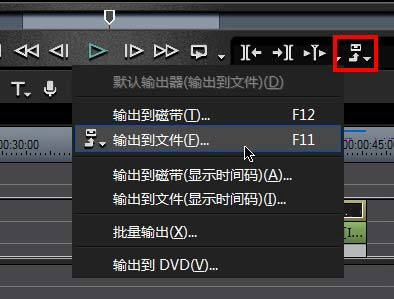 T
默认输出器(输出到文件)(D)
输出到磁带(T)... F12
输出到文件(F)... F11
00:30:00 00:00:45:0
输出到磁带(显示时间码)(A)...
输出到文件(显示时间码)(I)...
批量输出(X)...
[I...
输出到 DVD(V)...